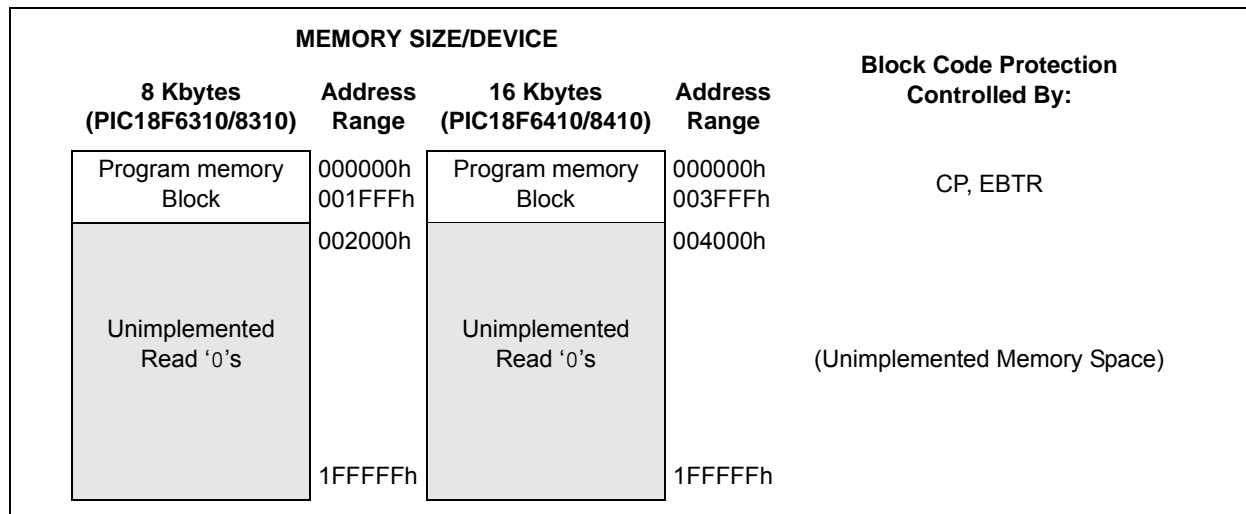 MEMORY SIZE/DEVICE
Block Code Protection
Controlled By:
8 Kbytes
(PIC18F6310/8310)
Address
Range
16 Kbytes
(PIC18F6410/8410)
Address
Range
Program memory
Block
000000h
001FFFh
Program memory
Block
000000h
003FFFh
CP, EBTR
002000h
004000h
Unimplemented
Read ‘0’s
Unimplemented
Read ‘0’s
(Unimplemented Memory Space)
1FFFFFh
1FFFFFh